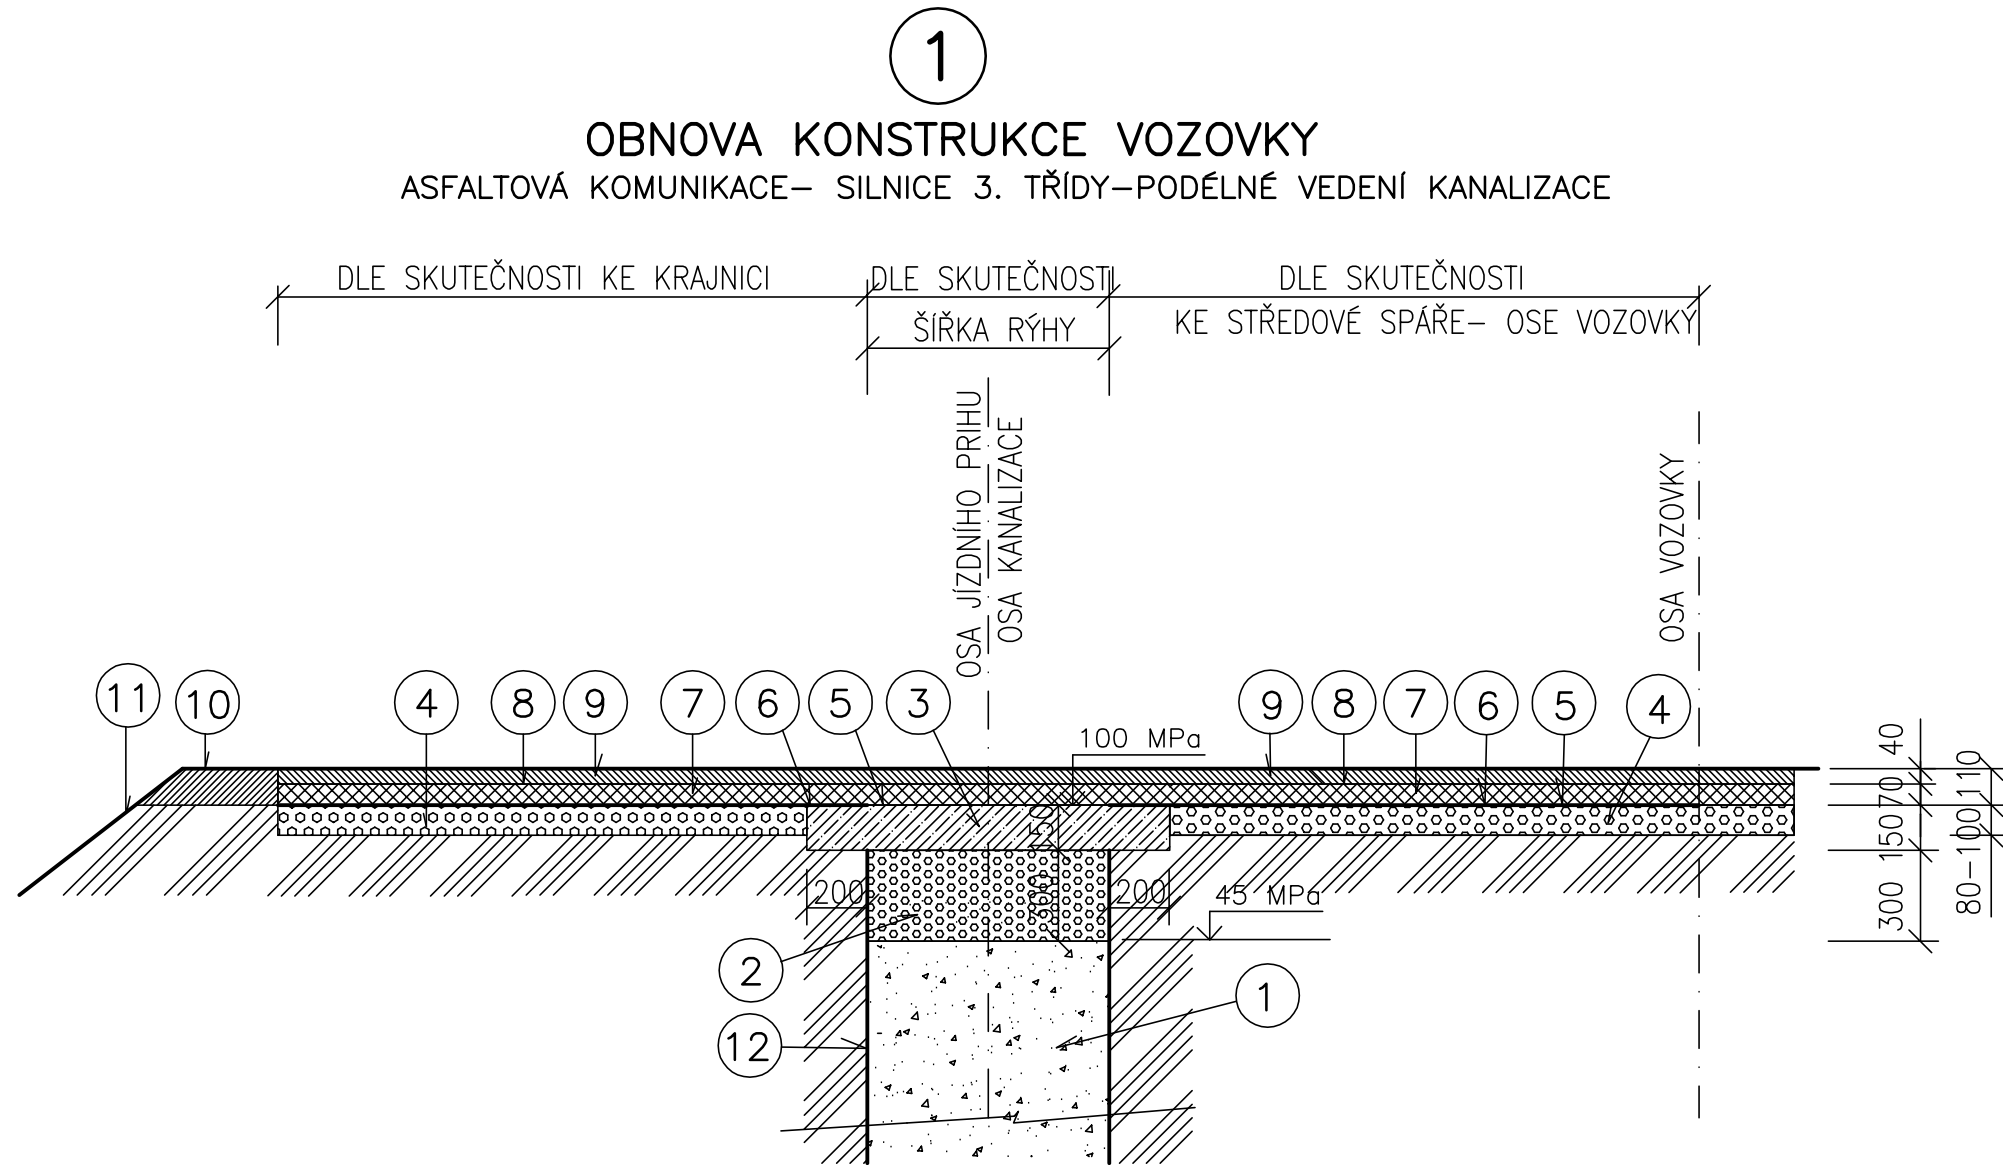 1
OBNOVA KONSTRUKCE VOZOVKY
ASFALTOVÁ KOMUNIKACE– SILNICE 3. TŘÍDY–PODÉLNÉ VEDENÍ KANALIZACE
DLE SKUTEČNOSTI KE KRAJNICI
DLE SKUTEČNOSTI
DLE SKUTEČNOSTI
ŠÍŘKA RÝHY
KE STŘEDOVÉ SPÁŘE– OSE VOZOVKY
OSA JÍZDNÍHO PRIHU
OSA KANALIZACE
OSA VOZOVKY
11
10
4
8
9
7
6
5
3
9
8
7
6
5
4
100 MPa
40
70
150
300
110
80–100
150
300
200
200
45 MPa
2
1
12